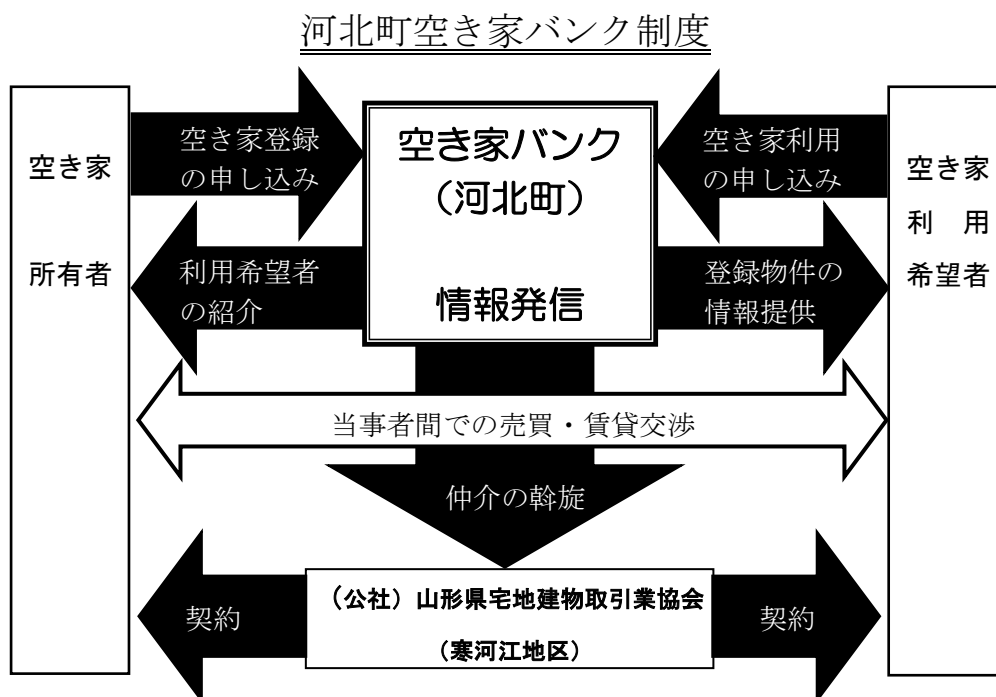 河北町空き家バンク制度
空き家
所有者
空き家登録
の申し込み
利用希望者
の紹介
空き家バンク
（河北町）
情報発信
空き家利用
の申し込み
登録物件の
情報提供
空き家
利　用
希望者
当事者間での売買・賃貸交渉
仲介の斡旋
契約
（公社）山形県宅地建物取引業協会
（寒河江地区）
契約